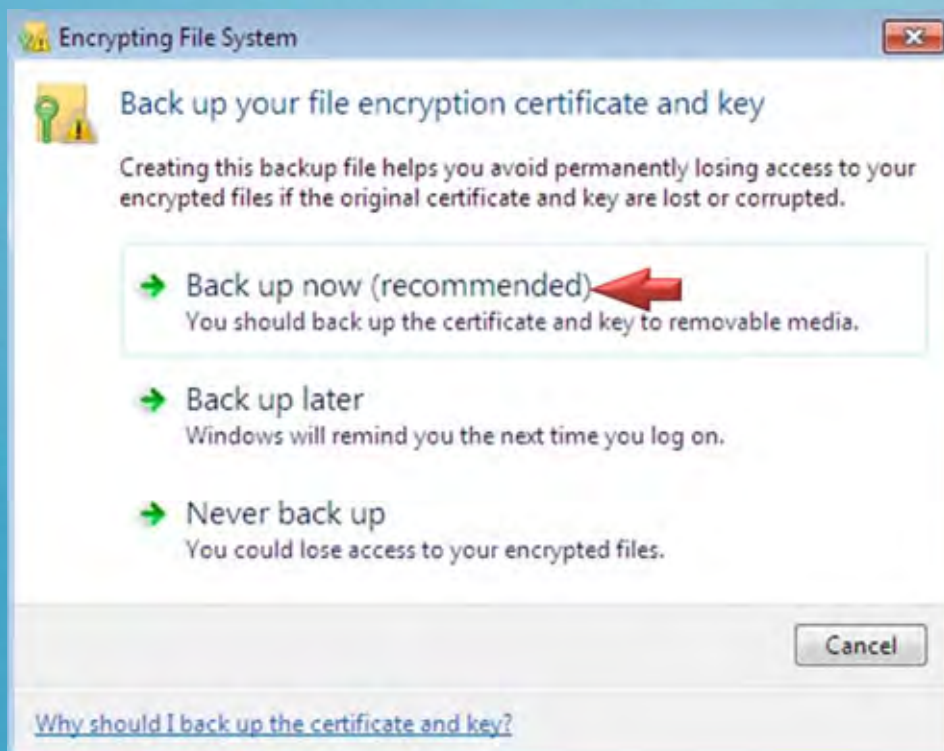 Encrypting File System
Back up your file encryption certificate and key
Creating this backup file helps you avoid permanently losing access to your
encrypted files if the original certificate and key are lost or corrupted.
Back up now (recommended)
You should back up the certificate and key to removable media.
Back up later
Windows will remind you the next time you log on.
Never back up
You could lose access to your encrypted files.
Cancel
Why should I back up the certificate and key?